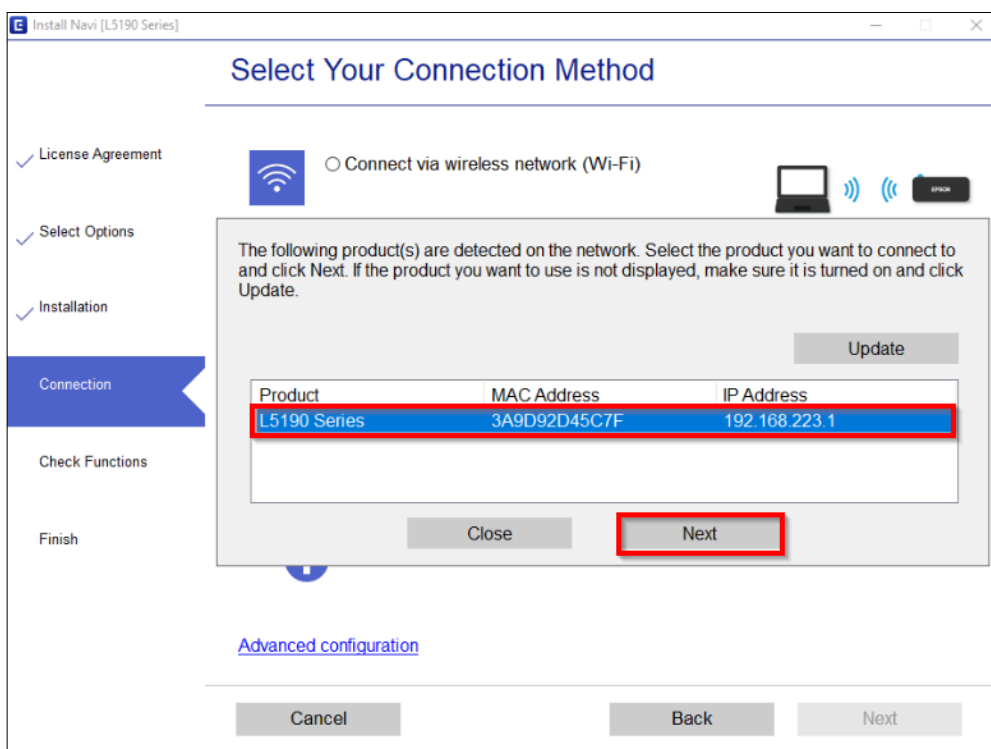 Install Navi [L5190 Series]
Select Your Connection Method
License Agreement
Select Options
Installation
Connection
Check Functions
Finish
Connect via wireless network (Wi-Fi)
EPSON
The following product(s) are detected on the network. Select the product you want to connect to
and click Next. If the product you want to use is not displayed, make sure it is turned on and click
Update.
Update
Product MAC Address IP Address
L5190 Series 3A9D92D45C7F 192.168.223.1
Close Next
Advanced configuration
Cancel Back Next